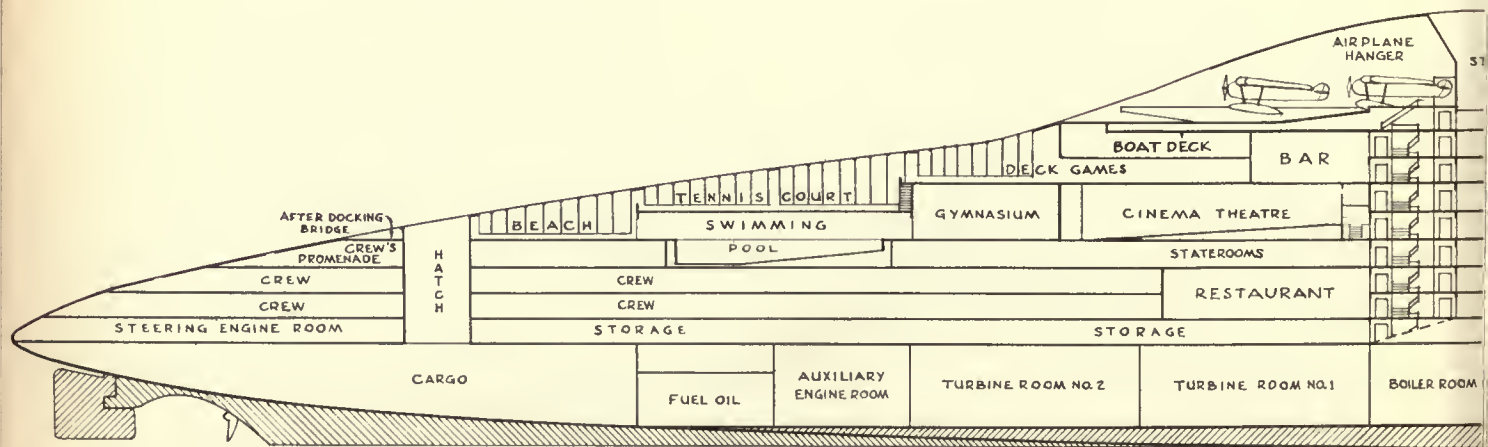 AIRPLANE
HANGER
BOAT DECK
BAR
DECK GAMES
TENNIS COURT
BEACH
SWIMMING
POOL
GYMNASIUM
CINEMA THEATRE
AFTER DOCKING
BRIDGE
CREW'S
PROMENADE
HATCH
STATEROOMS
CREW
CREW
CREW
CREW
RESTAURANT
STEERING ENGINE ROOM
STORAGE
STORAGE
CARGO
FUEL OIL
AUXILIARY
ENGINE ROOM
TURBINE ROOM NO.2
TURBINE ROOM NO.1
BOILER ROOM